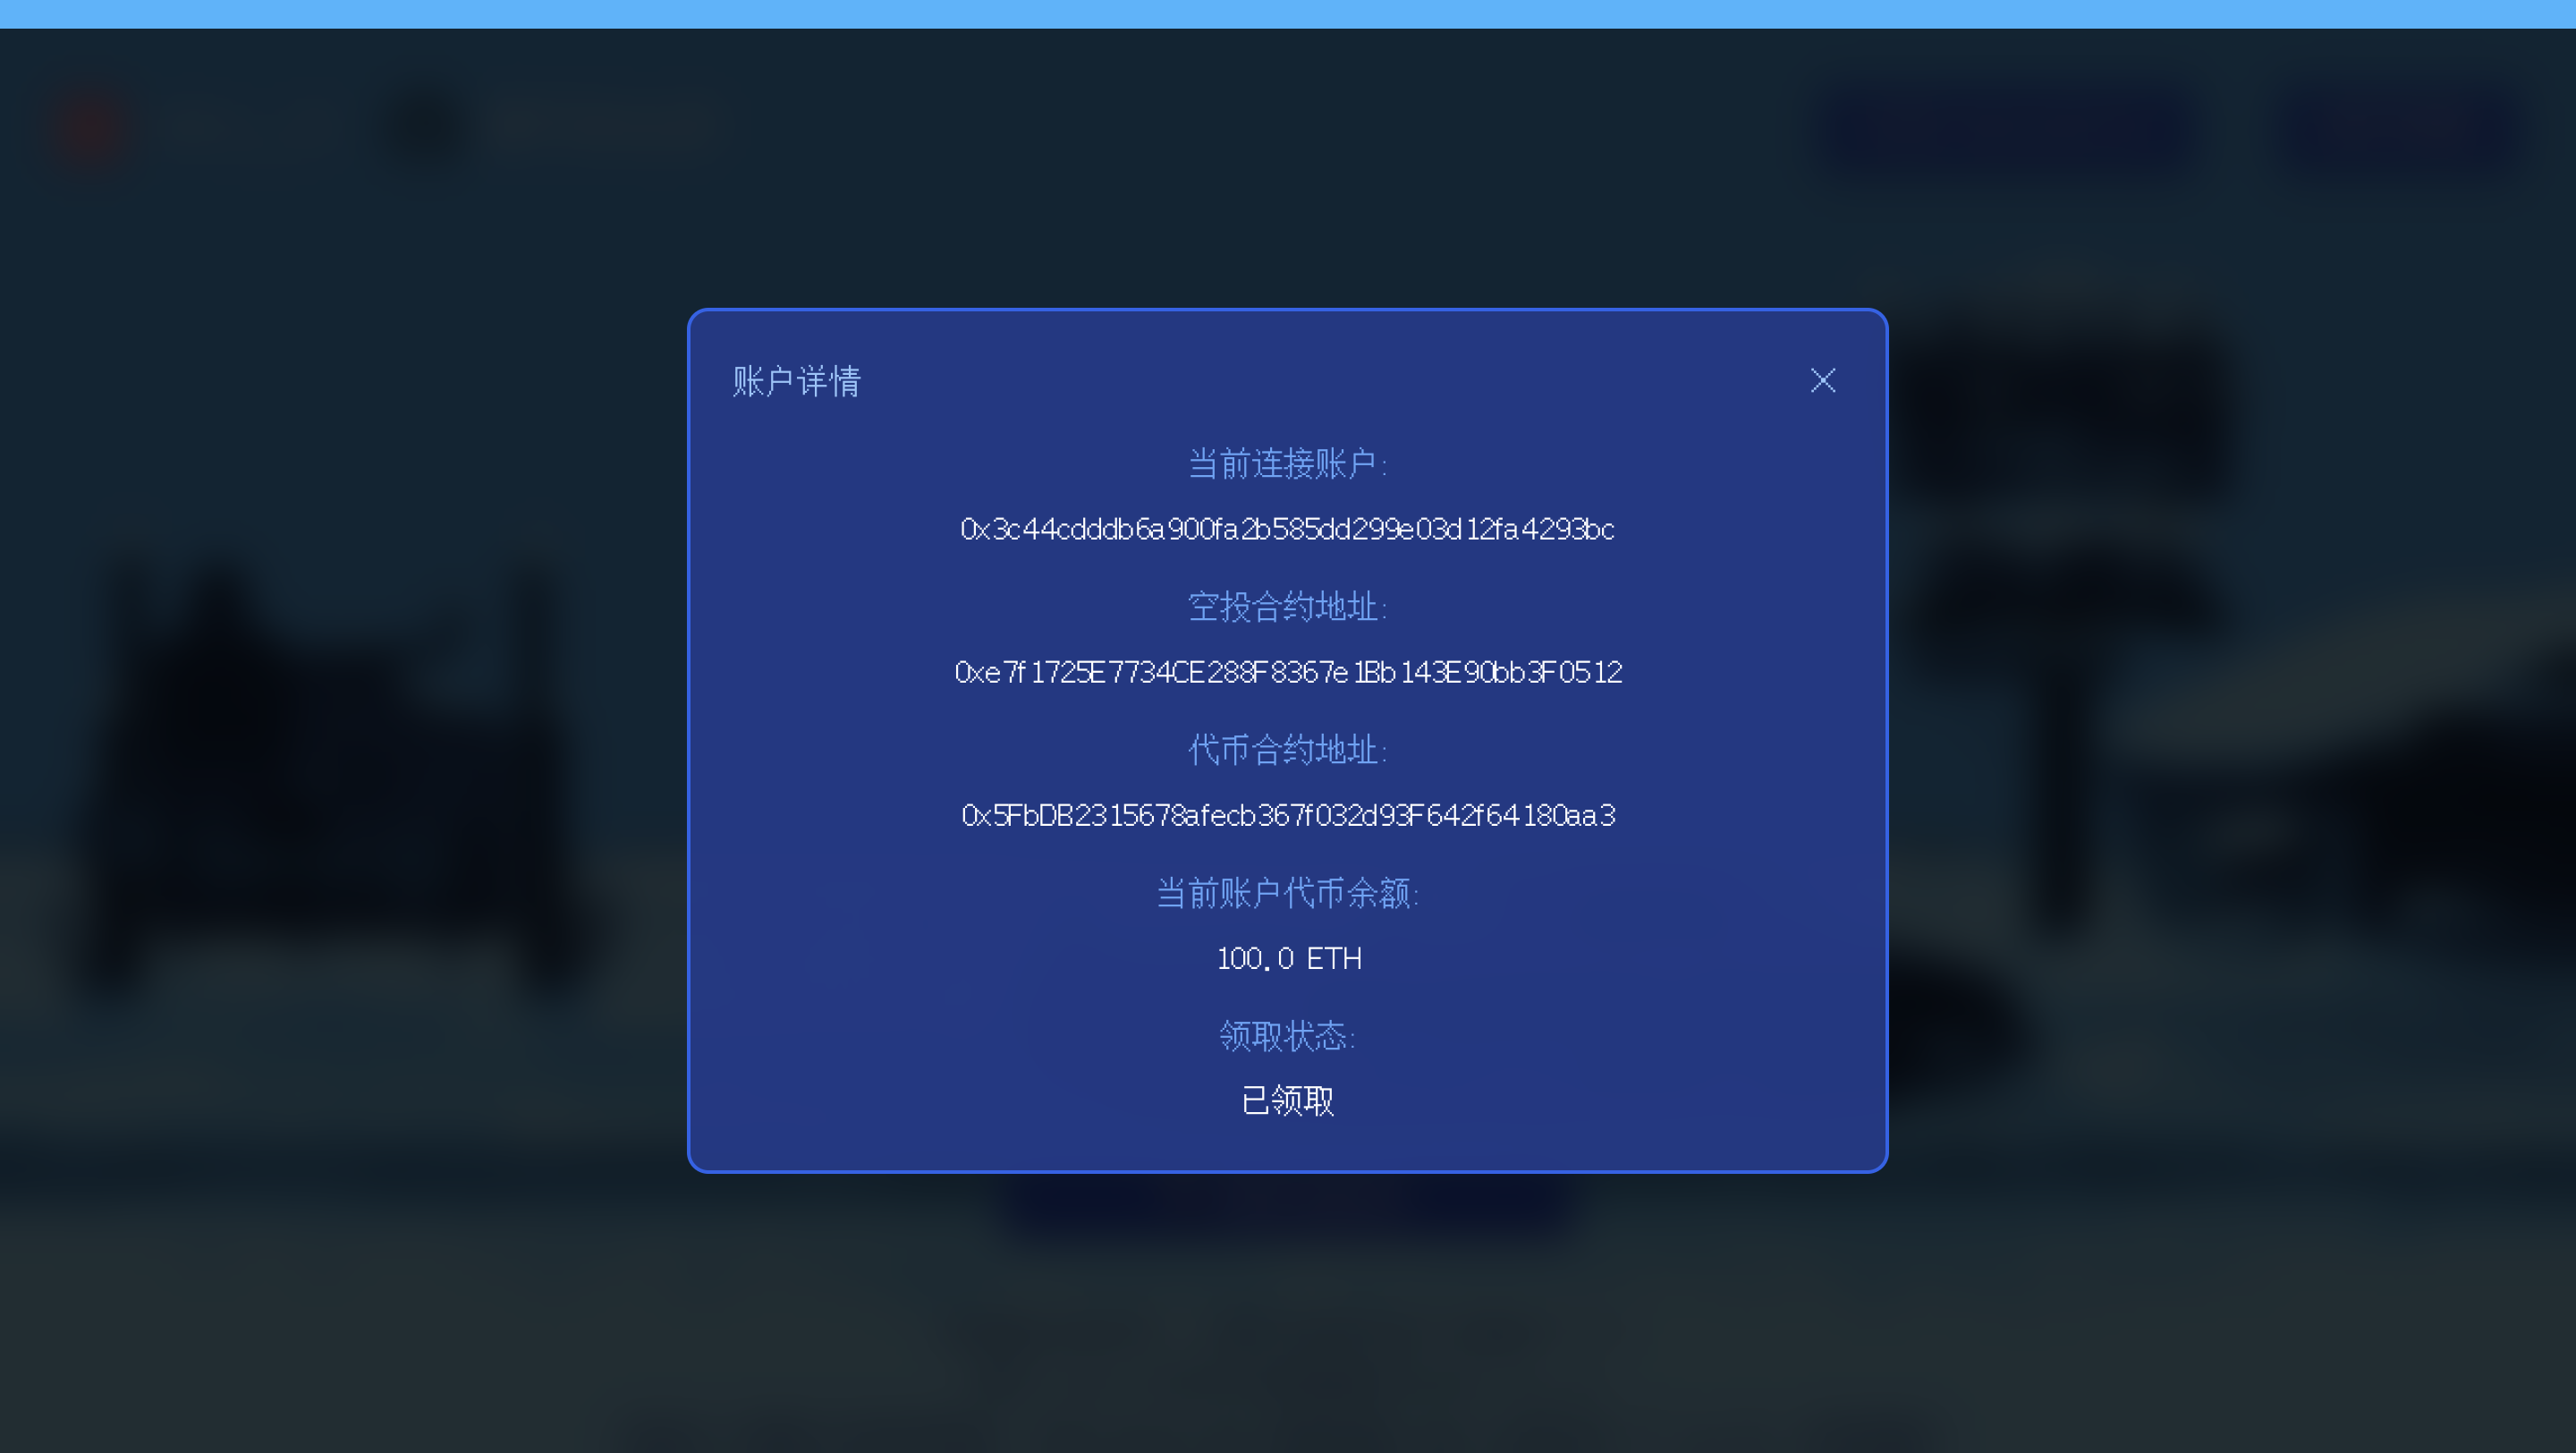 账户详情
当前连接账户:
0x3c44cdddb6a900fa2b585dd299e03d12fa4293bc
空投合约地址:
0xe7f1725E7734CE288F8367e1Bb143E90bb3F0512
代币合约地址:
0x5FbDB2315678afecb367f032d93F642f64180aa3
当前账户代币余额:
100.0 ETH
领取状态:
已领取